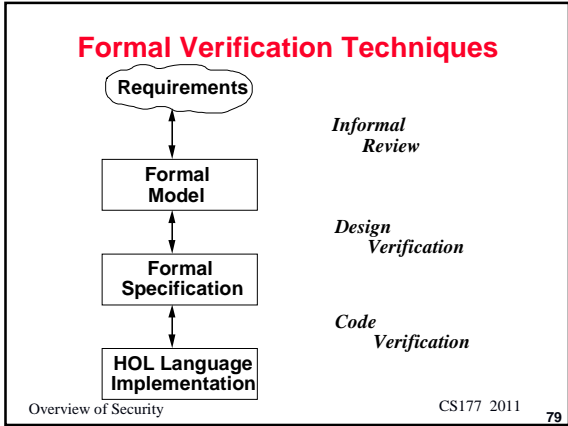 Formal Verification Techniques
Requirements
Informal
Review
Formal
Model
Design
Verification
Formal
Specification
Code
Verification
HOL Language
Implementation
Overview of Security
CS177 2011
79